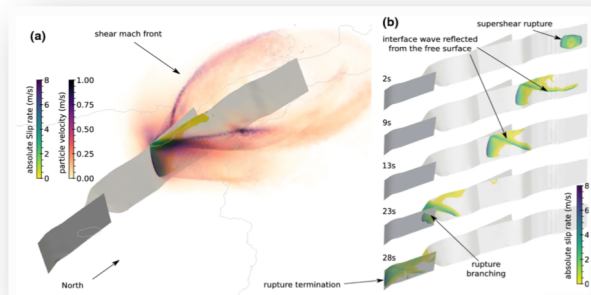 (a)
shear mach front
absolute Slip rate (m/s)
8
6
4
2
0
particle velocity (m/s)
1.00
0.75
0.50
0.25
0.00
North
(b)
supershear rupture
interface wave reflected
from the free surface
2s
9s
13s
23s
28s
rupture
branching
rupture termination
absolute slip rate (m/s)
8
6
4
2
0